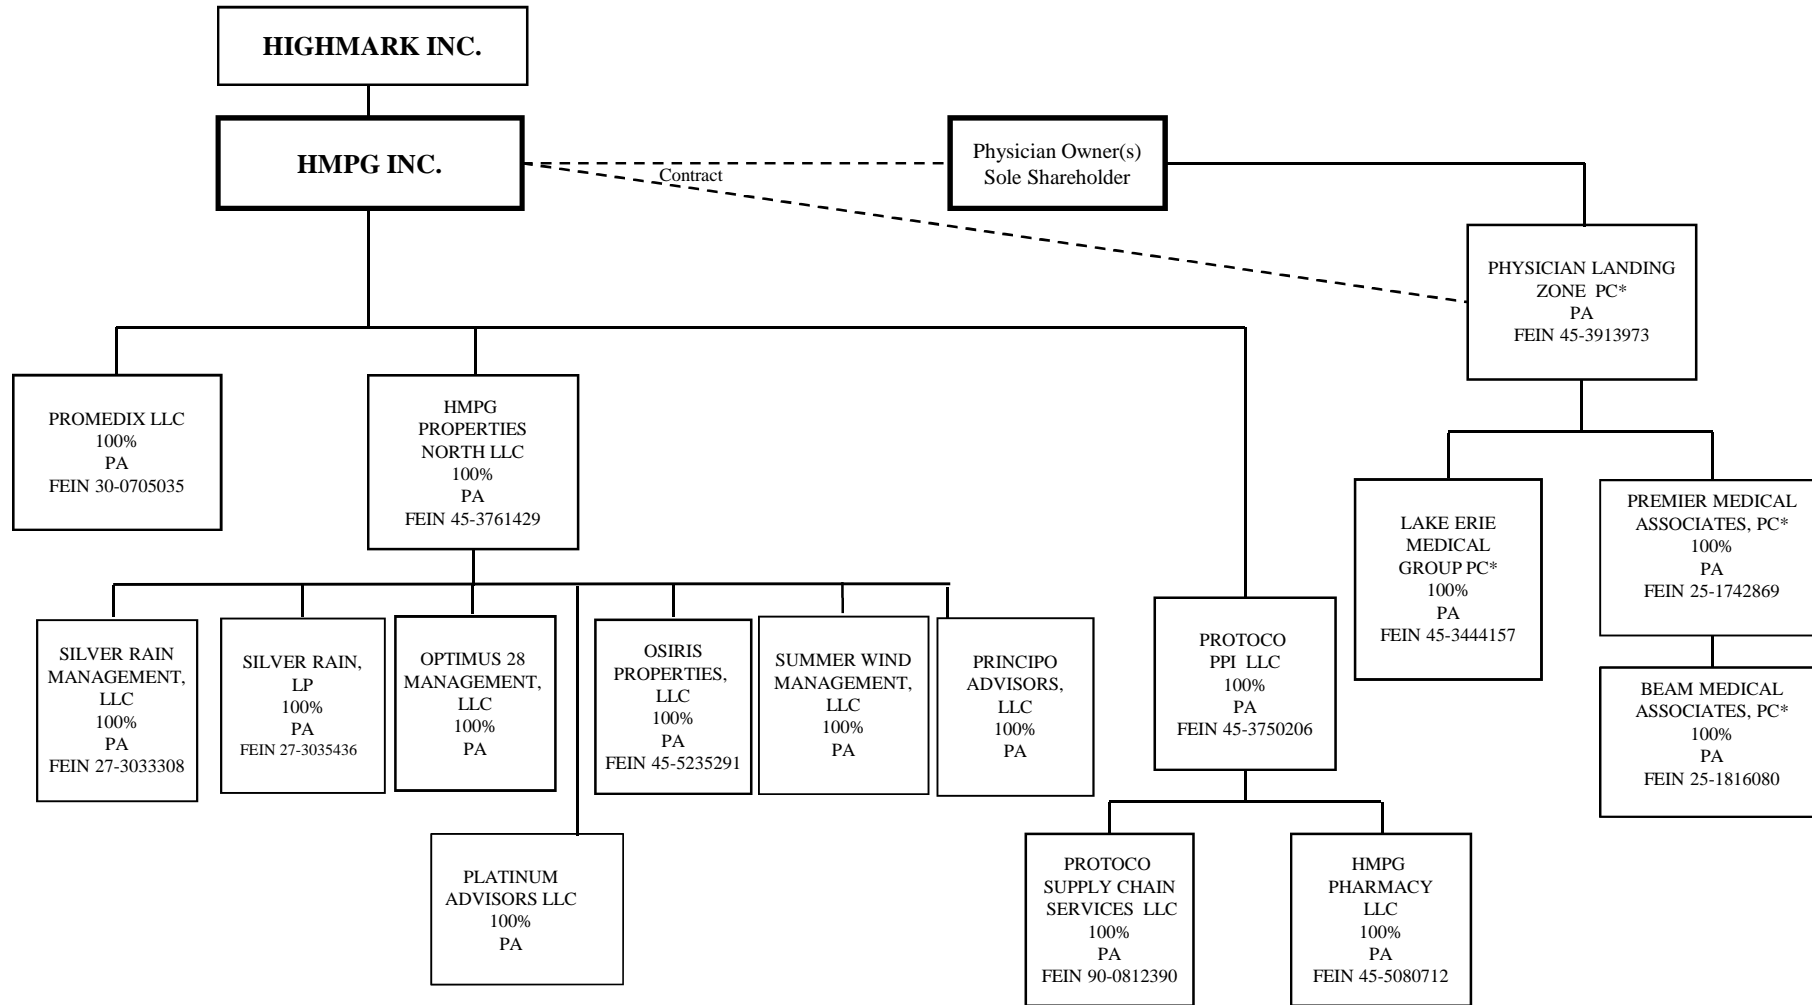 HIGHMARK INC.
HMPG INC.
Contract
Physician Owner(s)
Sole Shareholder
PHYSICIAN LANDING
ZONE PC*
PA
FEIN 45-3913973
PROMEDIX LLC
100%
PA
FEIN 30-0705035
HMPG
PROPERTIES
NORTH LLC
100%
PA
FEIN 45-3761429
LAKE ERIE
MEDICAL
GROUP PC*
100%
PA
FEIN 45-3444157
PREMIER MEDICAL
ASSOCIATES, PC*
100%
PA
FEIN 25-1742869
SILVER RAIN
MANAGEMENT,
LLC
100%
PA
FEIN 27-3033308
SILVER RAIN,
LP
100%
PA
FEIN 27-3035436
OPTIMUS 28
MANAGEMENT,
LLC
100%
PA
OSIRIS
PROPERTIES,
LLC
100%
PA
FEIN 45-5235291
SUMMER WIND
MANAGEMENT,
LLC
100%
PA
PRINCIPO
ADVISORS,
LLC
100%
PA
PROTOCO
PPI LLC
100%
PA
FEIN 45-3750206
BEAM MEDICAL
ASSOCIATES, PC*
100%
PA
FEIN 25-1816080
PLATINUM
ADVISORS LLC
100%
PA
PROTOCO
SUPPLY CHAIN
SERVICES LLC
100%
PA
FEIN 90-0812390
HMPG
PHARMACY
LLC
100%
PA
FEIN 45-5080712